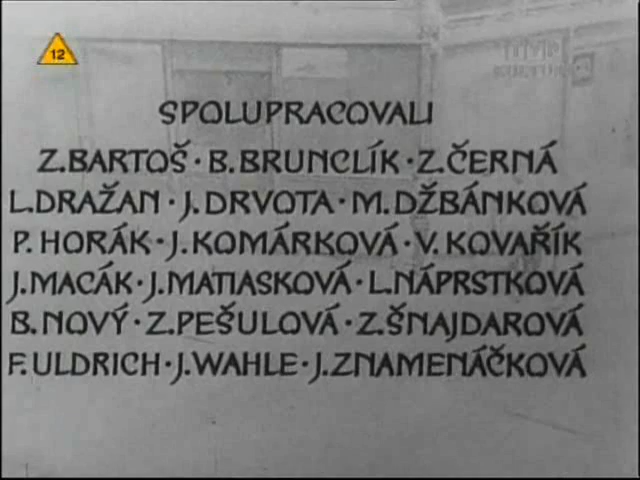 12
SPOLUPRACOVALI
Z.BARTOŠ · B.BRUNCLÍK · Z.ČERNÁ
L.DRAŽAN · J.DRVOTA · M.DŽBÁNKOVÁ
P.HORÁK · J.KOMÁRKOVÁ · V.KOVAŘÍK
J.MACÁK · J.MATIASKOVÁ · L.NÁPRSTKOVÁ
B.NOVÝ · Z.PEŠULOVÁ · Z.ŠNAJDAROVÁ
F.ULDRICH · J.WAHLE · J.ZNAMENÁČKOVÁ